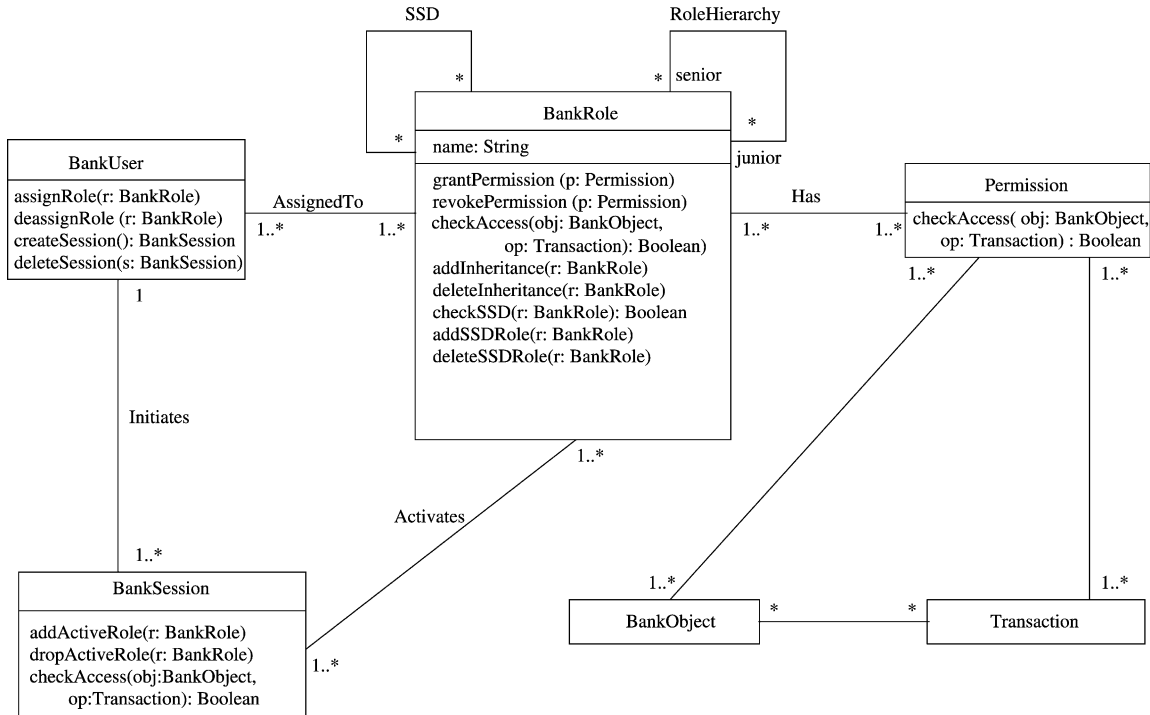 SSD
RoleHierarchy
*
*
senior
BankRole
*
*
name: String
junior
BankUser
assignRole(r: BankRole)
deassignRole (r: BankRole)
createSession(): BankSession
deleteSession(s: BankSession)
AssignedTo
1..*
1..*
grantPermission (p: Permission)
revokePermission (p: Permission)
checkAccess(obj: BankObject,
op: Transaction): Boolean)
addInheritance(r: BankRole)
deleteInheritance(r: BankRole)
checkSSD(r: BankRole): Boolean
addSSDRole(r: BankRole)
deleteSSDRole(r: BankRole)
Has
1..*
1..*
Permission
checkAccess( obj: BankObject,
op: Transaction) : Boolean
1..*
1..*
1
Initiates
1..*
1..*
Activates
1..*
BankSession
addActiveRole(r: BankRole)
dropActiveRole(r: BankRole)
checkAccess(obj:BankObject,
op:Transaction): Boolean
1..*
1..*
BankObject
*
*
Transaction